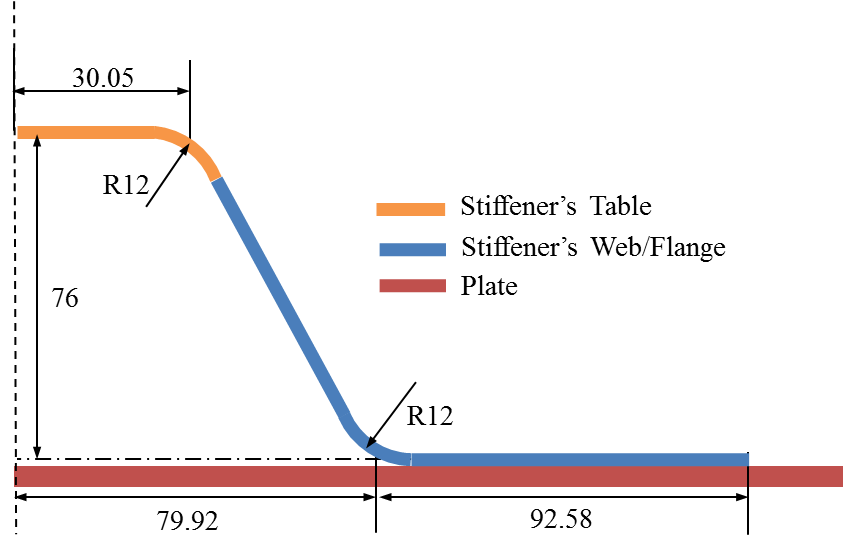 30.05
R12
Stiffener’s Table
Stiffener’s Web/Flange
Plate
76
R12
79.92
92.58